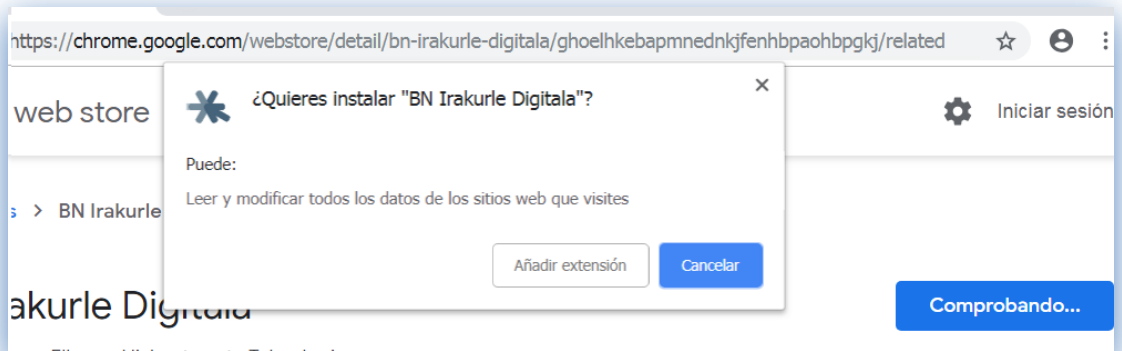 https://chrome.google.com/webstore/detail/bn-irakurle-digitala/ghoelhkebapmnednkjfenhbpaohbpgkj/related
web store
¿Quieres instalar "BN Irakurle Digitala"?
Iniciar sesión
Puede:
Leer y modificar todos los datos de los sitios web que visites
s > BN Irakurle
Añadir extensión
Cancelar
akurle Digitala
Comprobando...